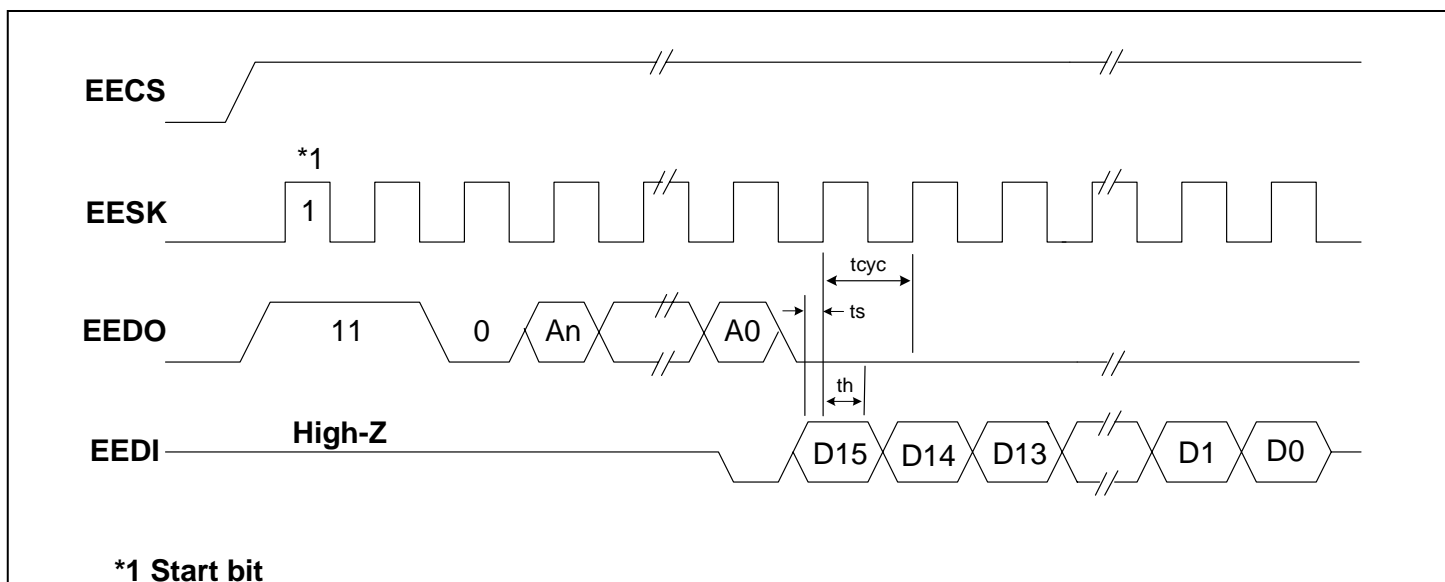 EECS
*1
EESK 1
tcyc
ts
EEDO 11 0 An A0
th
High-Z
EEDI D15 D14 D13 D1 D0
*1 Start bit